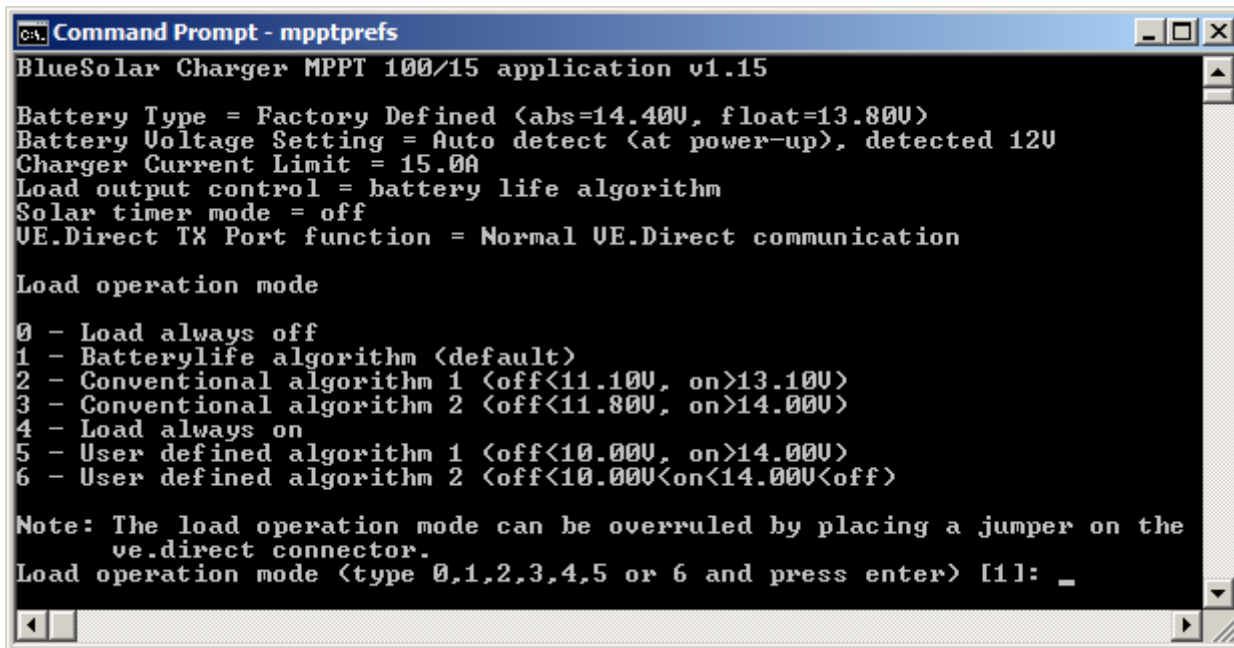 Command Prompt - mpptprefs
BlueSolar Charger MPPT 100/15 application v1.15
Battery Type = Factory Defined (abs=14.40V, float=13.80V)
Battery Voltage Setting = Auto detect (at power-up), detected 12V
Charger Current Limit = 15.0A
Load output control = battery life algorithm
Solar timer mode = off
VE.Direct TX Port function = Normal VE.Direct communication
Load operation mode
0 - Load always off
1 - Batterylife algorithm (default)
2 - Conventional algorithm 1 (off<11.10V, on>13.10V)
3 - Conventional algorithm 2 (off<11.80V, on>14.00V)
4 - Load always on
5 - User defined algorithm 1 (off<10.00V, on>14.00V)
6 - User defined algorithm 2 (off<10.00V<on<14.00V<off)
Note: The load operation mode can be overruled by placing a jumper on the
ve.direct connector.
Load operation mode (type 0,1,2,3,4,5 or 6 and press enter) [1]: _